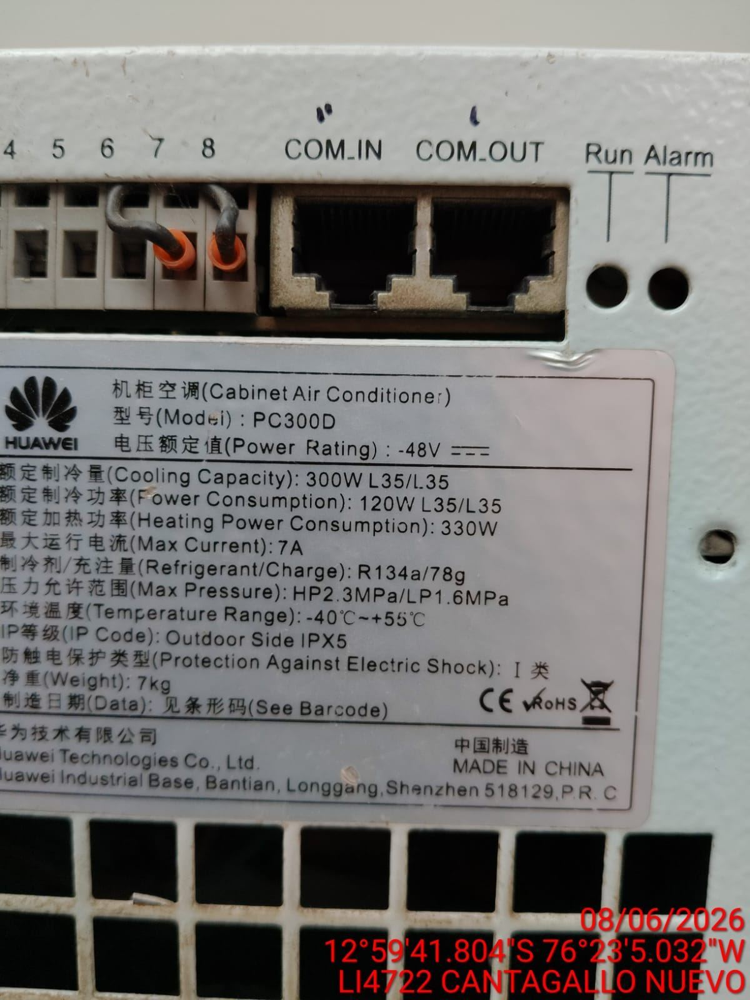 4 5 6 7 8 COM_IN COM_OUT Run Alarm
机柜空调(Cabinet Air Conditioner)
型号(Model) : PC300D
HUAWEI
电压额定值(Power Rating) : -48V
额定制冷量(Cooling Capacity): 300W L35/L35
额定制冷功率(Power Consumption): 120W L35/L35
额定加热功率(Heating Power Consumption): 330W
最大运行电流(Max Current): 7A
制冷剂/充注量(Refrigerant/Charge): R134a/78g
压力允许范围(Max Pressure): HP2.3MPa/LP1.6MPa
环境温度(Temperature Range): -40℃~+55℃
IP等级(IP Code): Outdoor Side IPX5
防触电保护类型(Protection Against Electric Shock): I 类
净重(Weight): 7kg
制造日期(Data): 见条形码(See Barcode)
CE RoHS
华为技术有限公司
中国制造
Huawei Technologies Co., Ltd.
MADE IN CHINA
Huawei Industrial Base, Bantian, Longgang, Shenzhen 518129, P.R. C
08/06/2026
12°59'41.804"S 76°23'5.032"W
LI4722 CANTAGALLO NUEVO